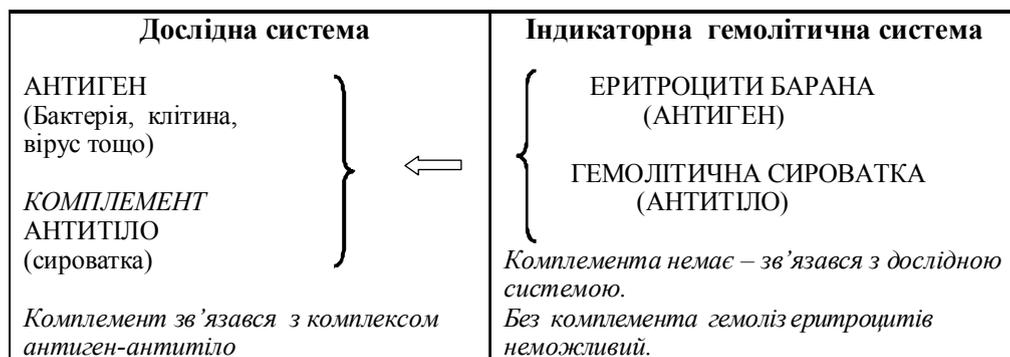 Дослідна система
АНТИГЕН
(Бактерія, клітина,
вірус тощо)
КОМПЛЕМЕНТ
АНТИТІЛО
(сироватка)
Комплемент зв’язався з комплексом
антиген-антитіло
Індикаторна гемолітична система
ЕРИТРОЦИТИ БАРАНА
(АНТИГЕН)
ГЕМОЛІТИЧНА СИРОВАТКА
(АНТИТІЛО)
Комплемента немає – зв’язався з дослідною
системою.
Без комплемента гемоліз еритроцитів
неможливий.